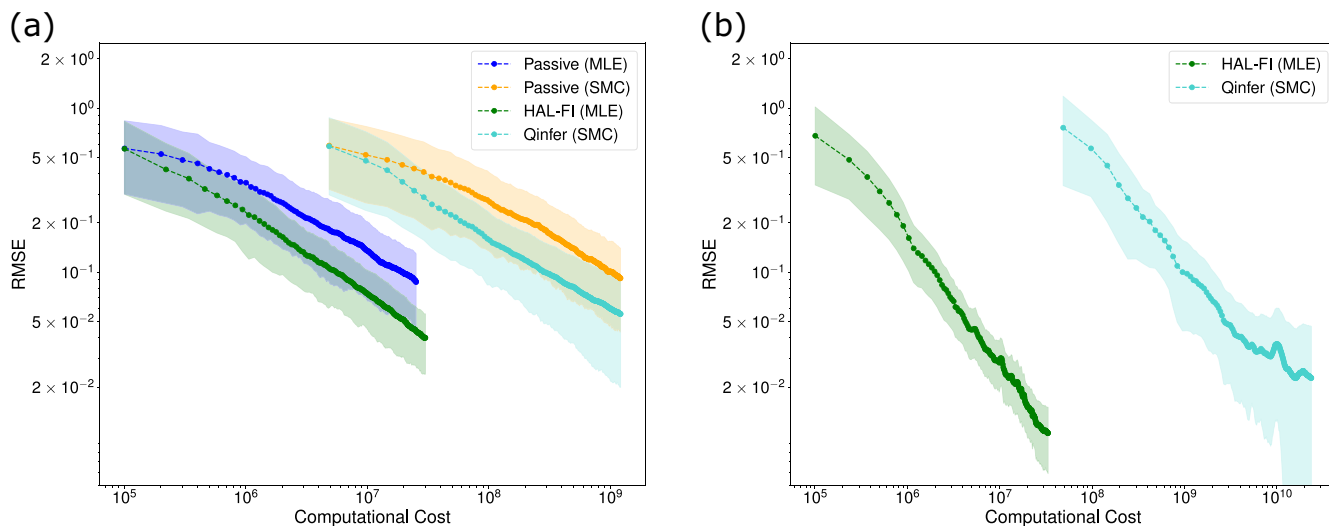 (a)
2 × 10⁰
10⁰
5 × 10⁻¹
2 × 10⁻¹
10⁻¹
5 × 10⁻²
2 × 10⁻²
RMSE
Passive (MLE)
Passive (SMC)
HAL-FI (MLE)
Qinfer (SMC)
10⁵ 10⁶ 10⁷ 10⁸ 10⁹
Computational Cost
(b)
2 × 10⁰
10⁰
5 × 10⁻¹
2 × 10⁻¹
10⁻¹
5 × 10⁻²
2 × 10⁻²
RMSE
HAL-FI (MLE)
Qinfer (SMC)
10⁵ 10⁶ 10⁷ 10⁸ 10⁹ 10¹⁰
Computational Cost